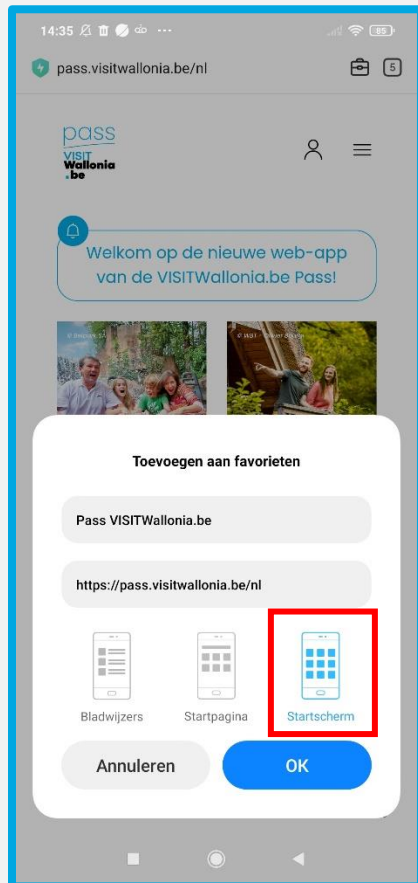 14:35
85
pass.visitwallonia.be/nl
5
pass
VISIT
Wallonia
.be
Welkom op de nieuwe web-app
van de VISITWallonia.be Pass!
Toevoegen aan favorieten
Pass VISITWallonia.be
https://pass.visitwallonia.be/nl
Bladwijzers Startpagina Startscherm
Annuleren OK